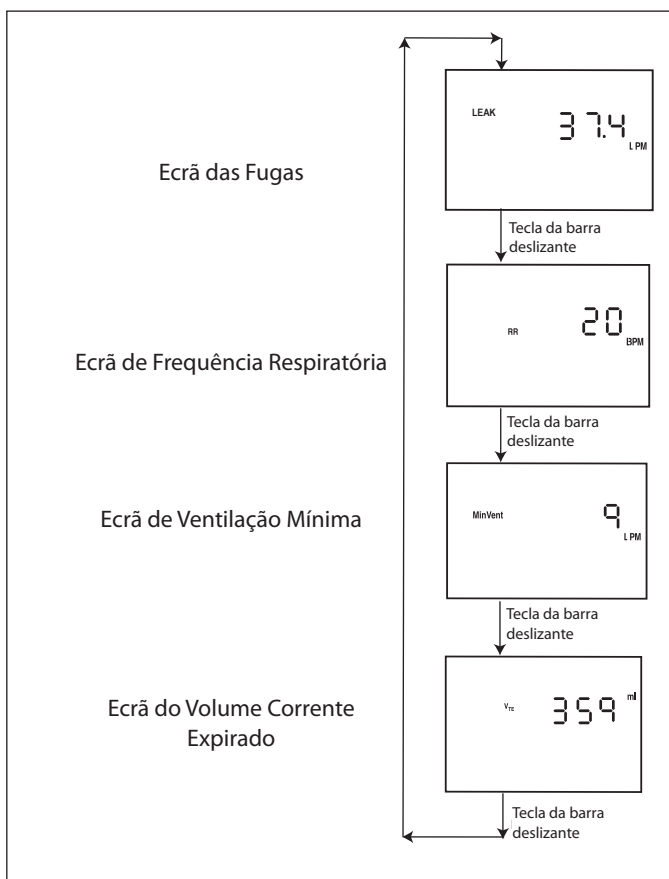 LEAK
37.4
LPM
Ecrã das Fugas
Tecla da barra
deslizante
RR
20
BPM
Ecrã de Frequência Respiratória
Tecla da barra
deslizante
MinVent
9
LPM
Ecrã de Ventilação Mínima
Tecla da barra
deslizante
VTE
359
ml
Ecrã do Volume Corrente
Expirado
Tecla da barra
deslizante